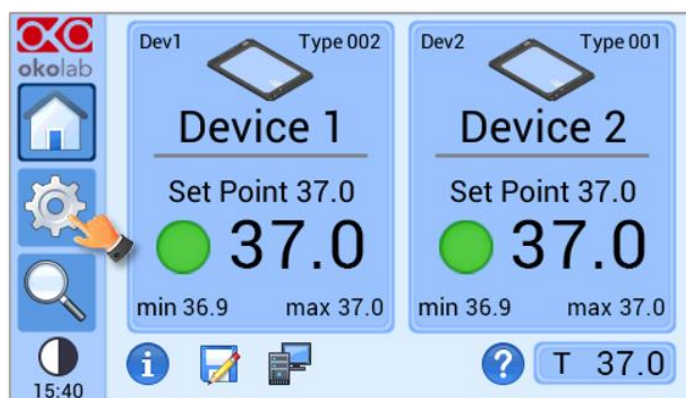 okolab
15:40
Dev1 Type 002
Device 1
Set Point 37.0
37.0
min 36.9 max 37.0
Dev2 Type 001
Device 2
Set Point 37.0
37.0
min 36.9 max 37.0
i
? T 37.0